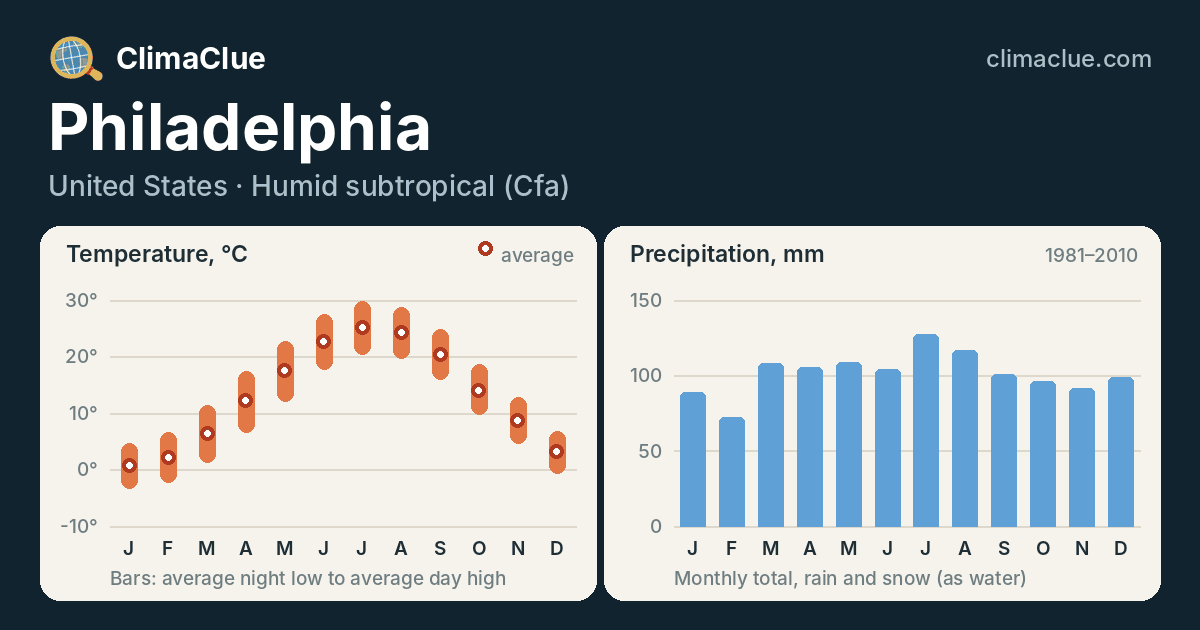 ClimaClue
climaclue.com
Philadelphia
United States · Humid subtropical (Cfa)
Temperature, °C
average
30°
20°
10°
0°
-10°
J F M A M J J A S O N D
Bars: average night low to average day high
Precipitation, mm
1981–2010
150
100
50
0
J F M A M J J A S O N D
Monthly total, rain and snow (as water)